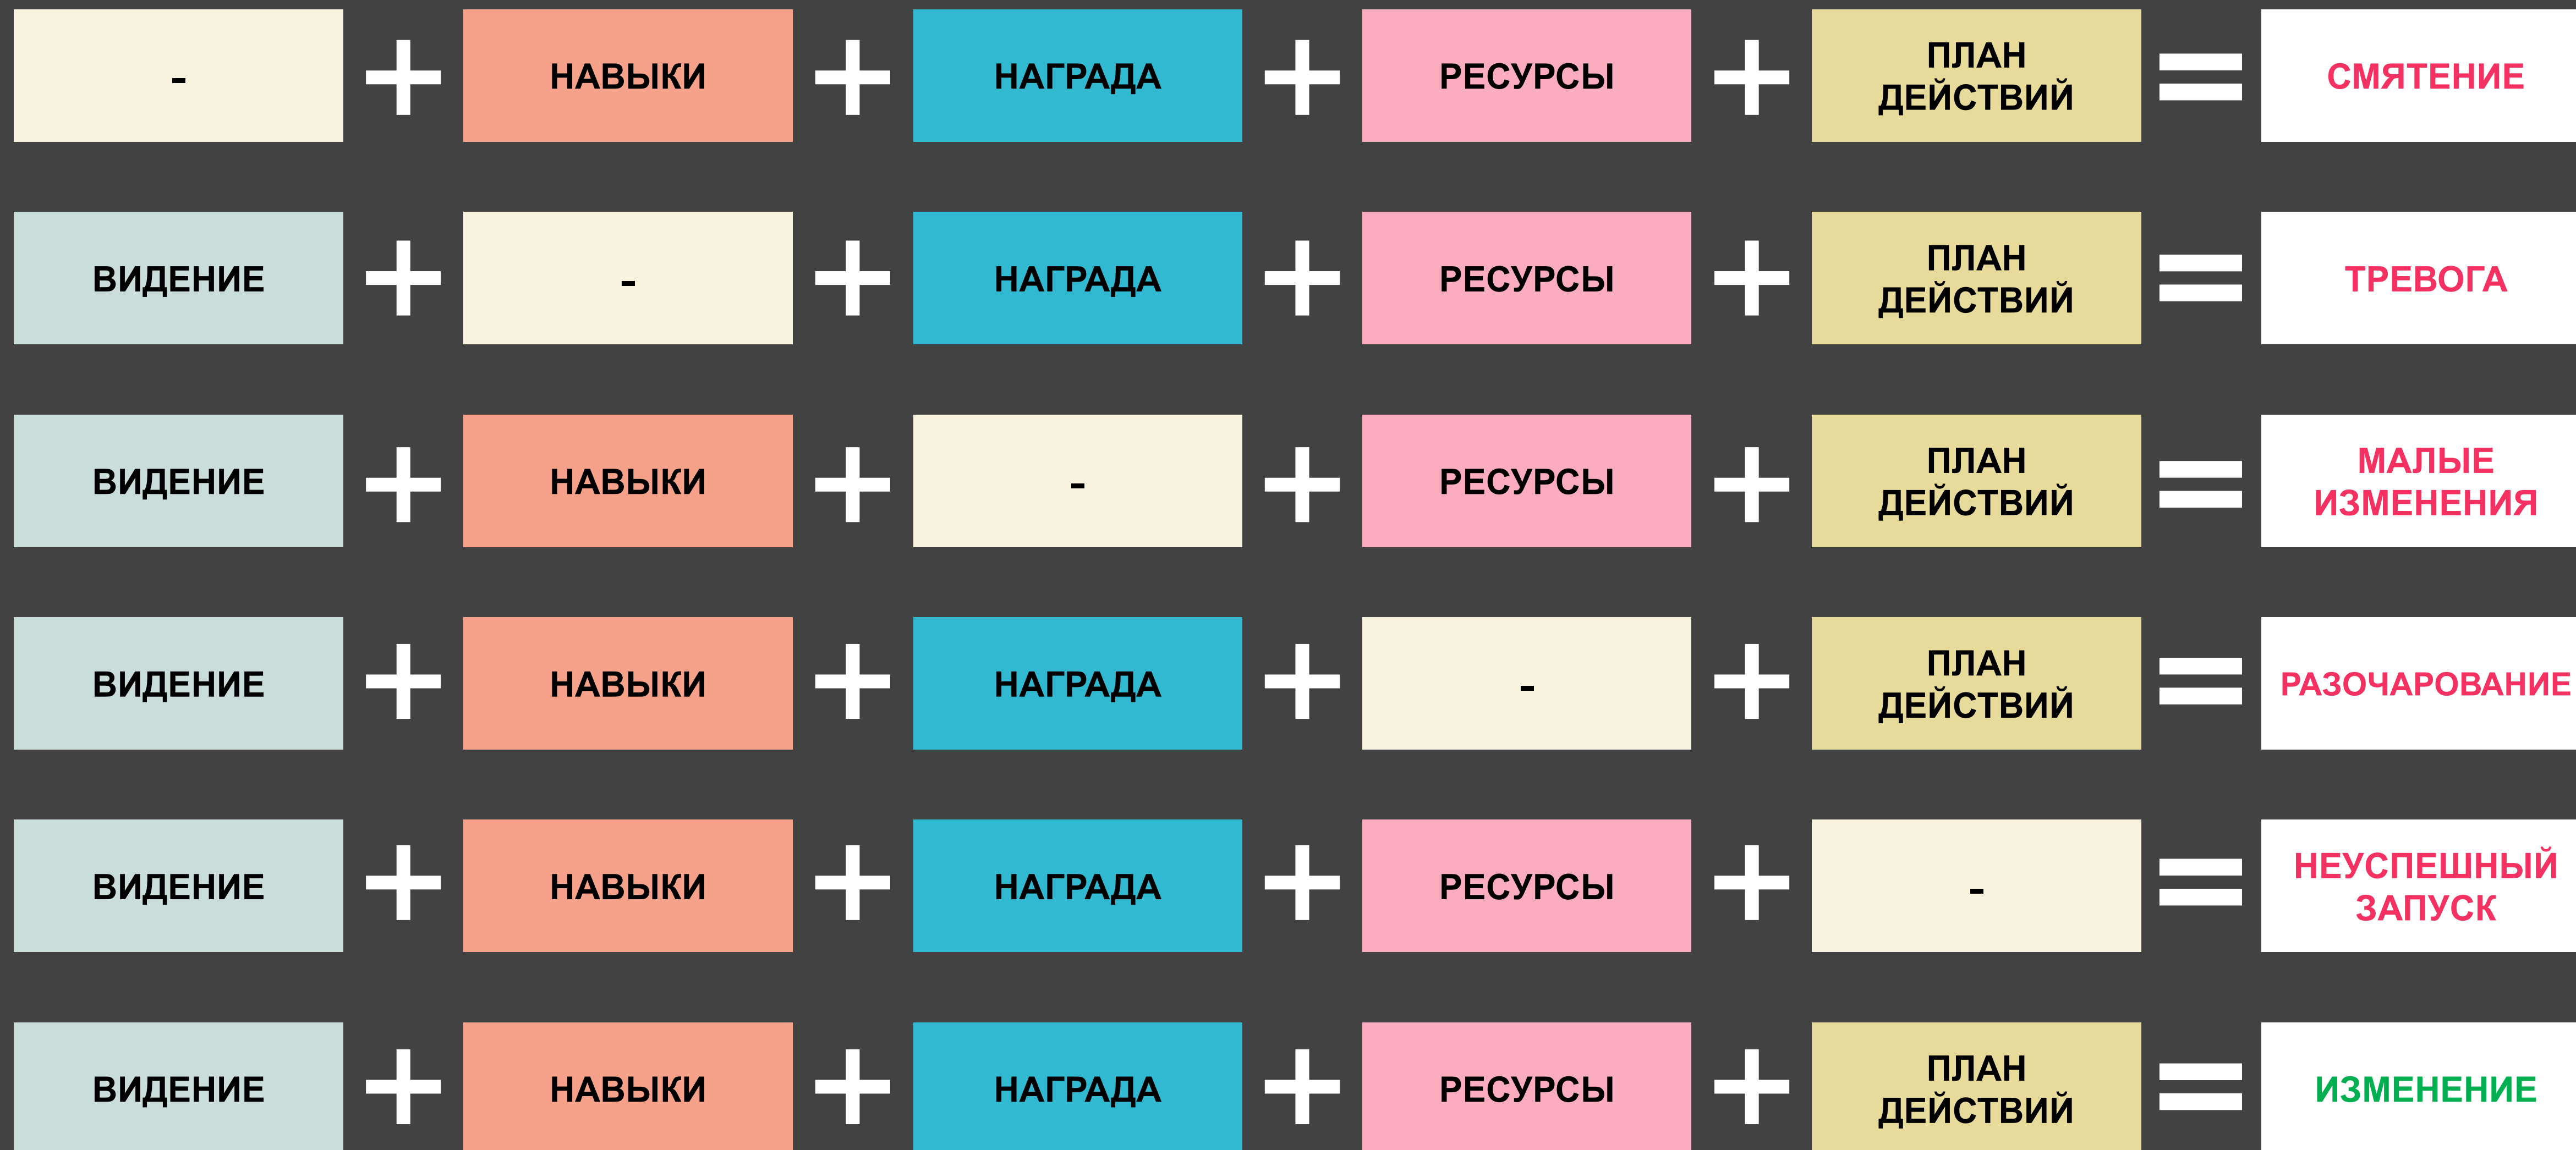 - + НАВЫКИ + НАГРАДА + РЕСУРСЫ + ПЛАН ДЕЙСТВИЙ = СМЯТЕНИЕ
ВИДЕНИЕ + - + НАГРАДА + РЕСУРСЫ + ПЛАН ДЕЙСТВИЙ = ТРЕВОГА
ВИДЕНИЕ + НАВЫКИ + - + РЕСУРСЫ + ПЛАН ДЕЙСТВИЙ = МАЛЫЕ ИЗМЕНЕНИЯ
ВИДЕНИЕ + НАВЫКИ + НАГРАДА + - + ПЛАН ДЕЙСТВИЙ = РАЗОЧАРОВАНИЕ
ВИДЕНИЕ + НАВЫКИ + НАГРАДА + РЕСУРСЫ + - = НЕУСПЕШНЫЙ ЗАПУСК
ВИДЕНИЕ + НАВЫКИ + НАГРАДА + РЕСУРСЫ + ПЛАН ДЕЙСТВИЙ = ИЗМЕНЕНИЕ